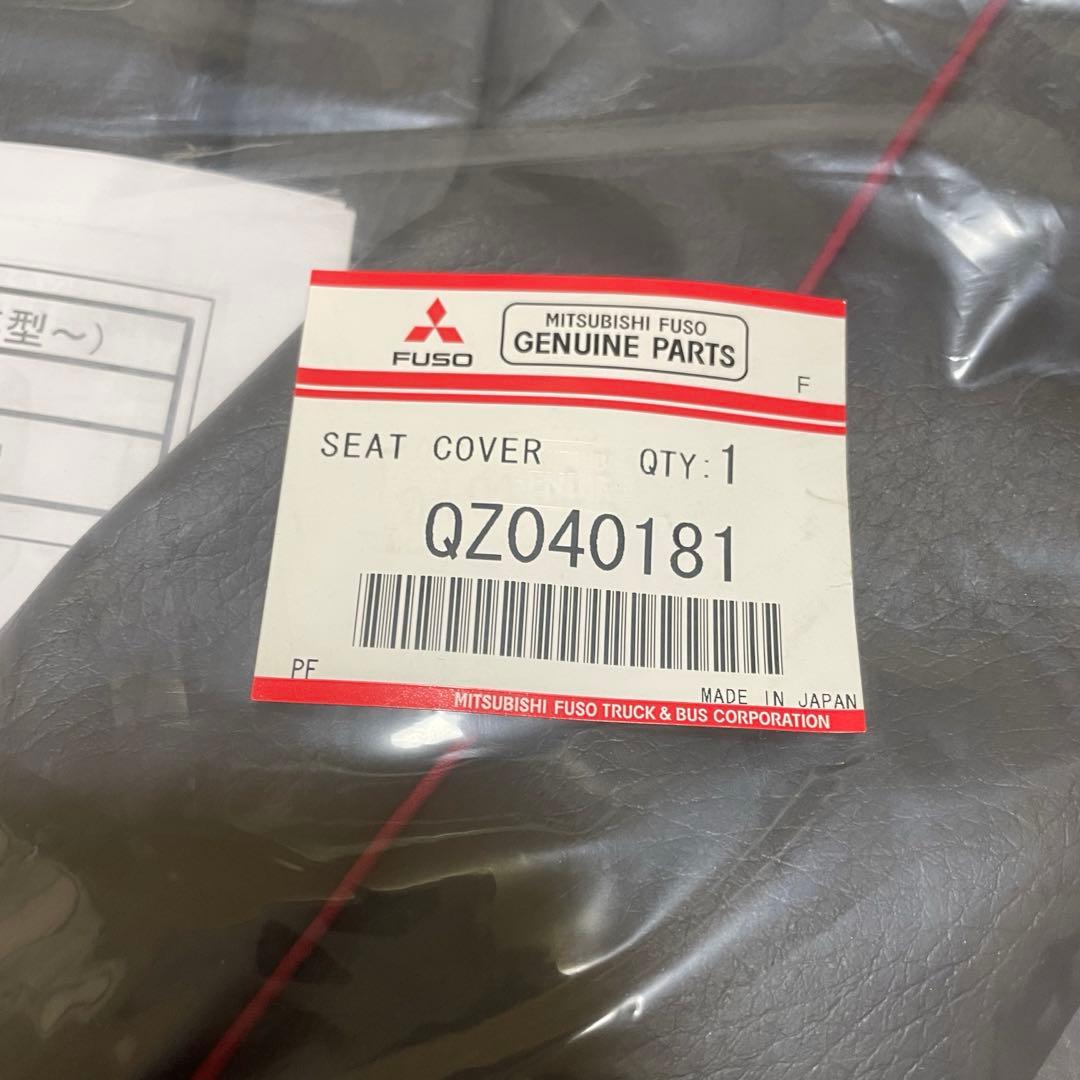 型～)
FUSO
MITSUBISHI FUSO
GENUINE PARTS
F
SEAT COVER QTY:1
QZ040181
PF
MADE IN JAPAN
MITSUBISHI FUSO TRUCK & BUS CORPORATION